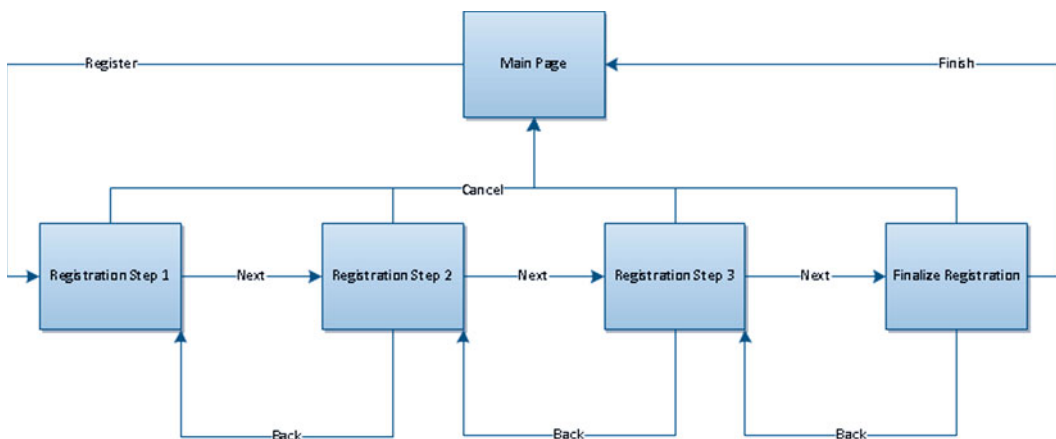 Register
Main Page
Finish
Cancel
Registration Step 1
Next
Registration Step 2
Next
Registration Step 3
Next
Finalize Registration
Back
Back
Back